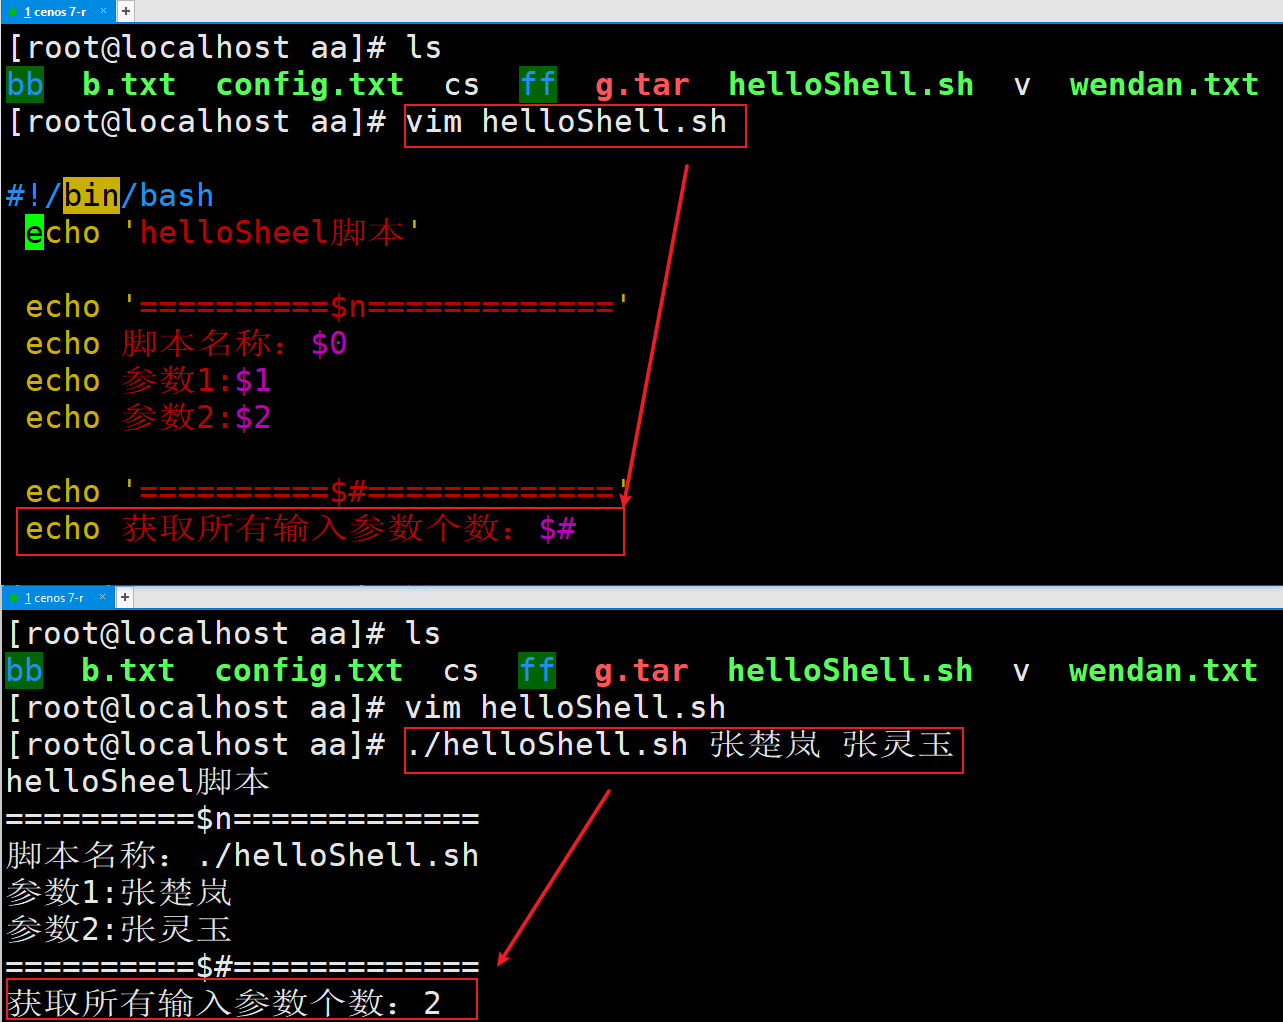 1 cenos 7-r × +
[root@localhost aa]# ls
bb  b.txt  config.txt  cs  ff  g.tar  helloShell.sh  v  wendan.txt
[root@localhost aa]# vim helloShell.sh
#!/bin/bash
echo 'helloSheel脚本'
echo '==========$n============='
echo 脚本名称：$0
echo 参数1:$1
echo 参数2:$2
echo '==========$#============='
echo 获取所有输入参数个数：$#
1 cenos 7-r × +
[root@localhost aa]# ls
bb  b.txt  config.txt  cs  ff  g.tar  helloShell.sh  v  wendan.txt
[root@localhost aa]# vim helloShell.sh
[root@localhost aa]# ./helloShell.sh 张楚岚 张灵玉
helloSheel脚本
==========$n=============
脚本名称：./helloShell.sh
参数1:张楚岚
参数2:张灵玉
==========$#=============
获取所有输入参数个数：2